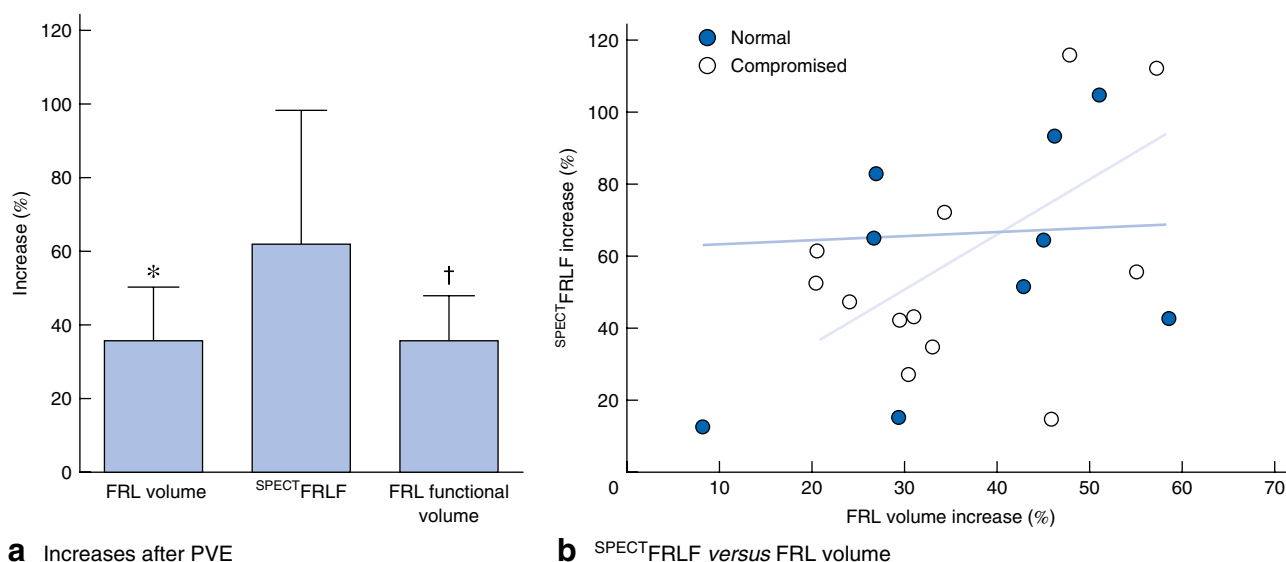 120
100
80
60
40
20
0
Increase (%)
*
†
FRL volume
SPECTFRLF
FRL functional
volume
a Increases after PVE
Normal
Compromised
120
100
80
60
40
20
0
10
20
30
40
50
60
70
SPECTFRLF increase (%)
FRL volume increase (%)
b SPECTFRLF versus FRL volume